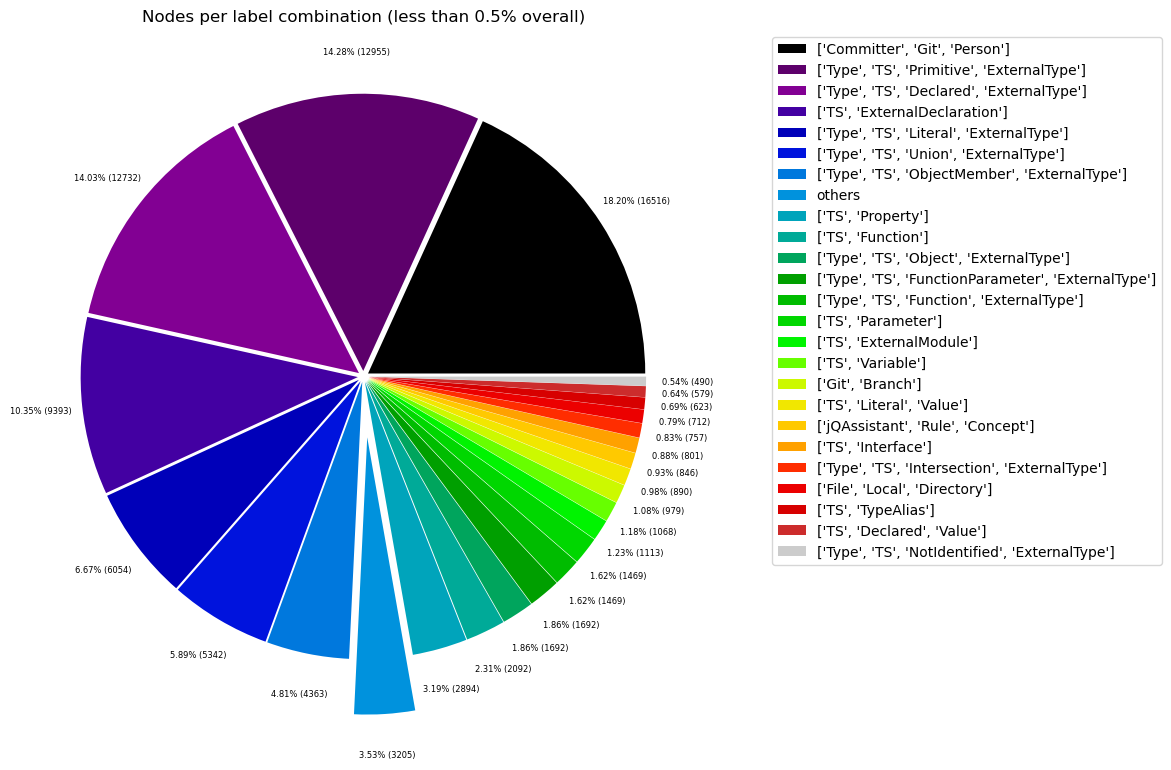 Nodes per label combination (less than 0.5% overall)
14.28% (12955)
18.20% (16516)
14.03% (12732)
10.35% (9393)
6.67% (6054)
5.89% (5342)
4.81% (4363)
3.53% (3205)
3.19% (2894)
2.31% (2092)
1.86% (1692)
1.86% (1692)
1.62% (1469)
1.62% (1469)
1.23% (1113)
1.18% (1068)
1.08% (979)
0.98% (890)
0.93% (846)
0.88% (801)
0.83% (757)
0.79% (712)
0.69% (623)
0.64% (579)
0.54% (490)
['Committer', 'Git', 'Person']
['Type', 'TS', 'Primitive', 'ExternalType']
['Type', 'TS', 'Declared', 'ExternalType']
['TS', 'ExternalDeclaration']
['Type', 'TS', 'Literal', 'ExternalType']
['Type', 'TS', 'Union', 'ExternalType']
['Type', 'TS', 'ObjectMember', 'ExternalType']
others
['TS', 'Property']
['TS', 'Function']
['Type', 'TS', 'Object', 'ExternalType']
['Type', 'TS', 'FunctionParameter', 'ExternalType']
['Type', 'TS', 'Function', 'ExternalType']
['TS', 'Parameter']
['TS', 'ExternalModule']
['TS', 'Variable']
['Git', 'Branch']
['TS', 'Literal', 'Value']
['jQAssistant', 'Rule', 'Concept']
['TS', 'Interface']
['Type', 'TS', 'Intersection', 'ExternalType']
['File', 'Local', 'Directory']
['TS', 'TypeAlias']
['TS', 'Declared', 'Value']
['Type', 'TS', 'NotIdentified', 'ExternalType']